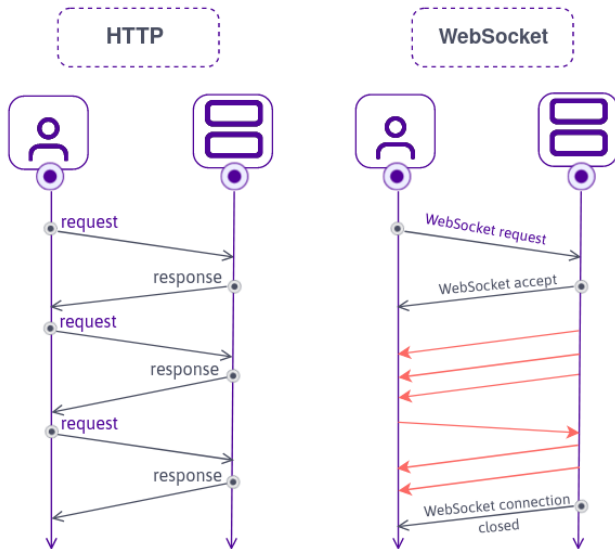 HTTP
request
response
request
response
request
response
WebSocket
WebSocket request
WebSocket accept
WebSocket connection
closed